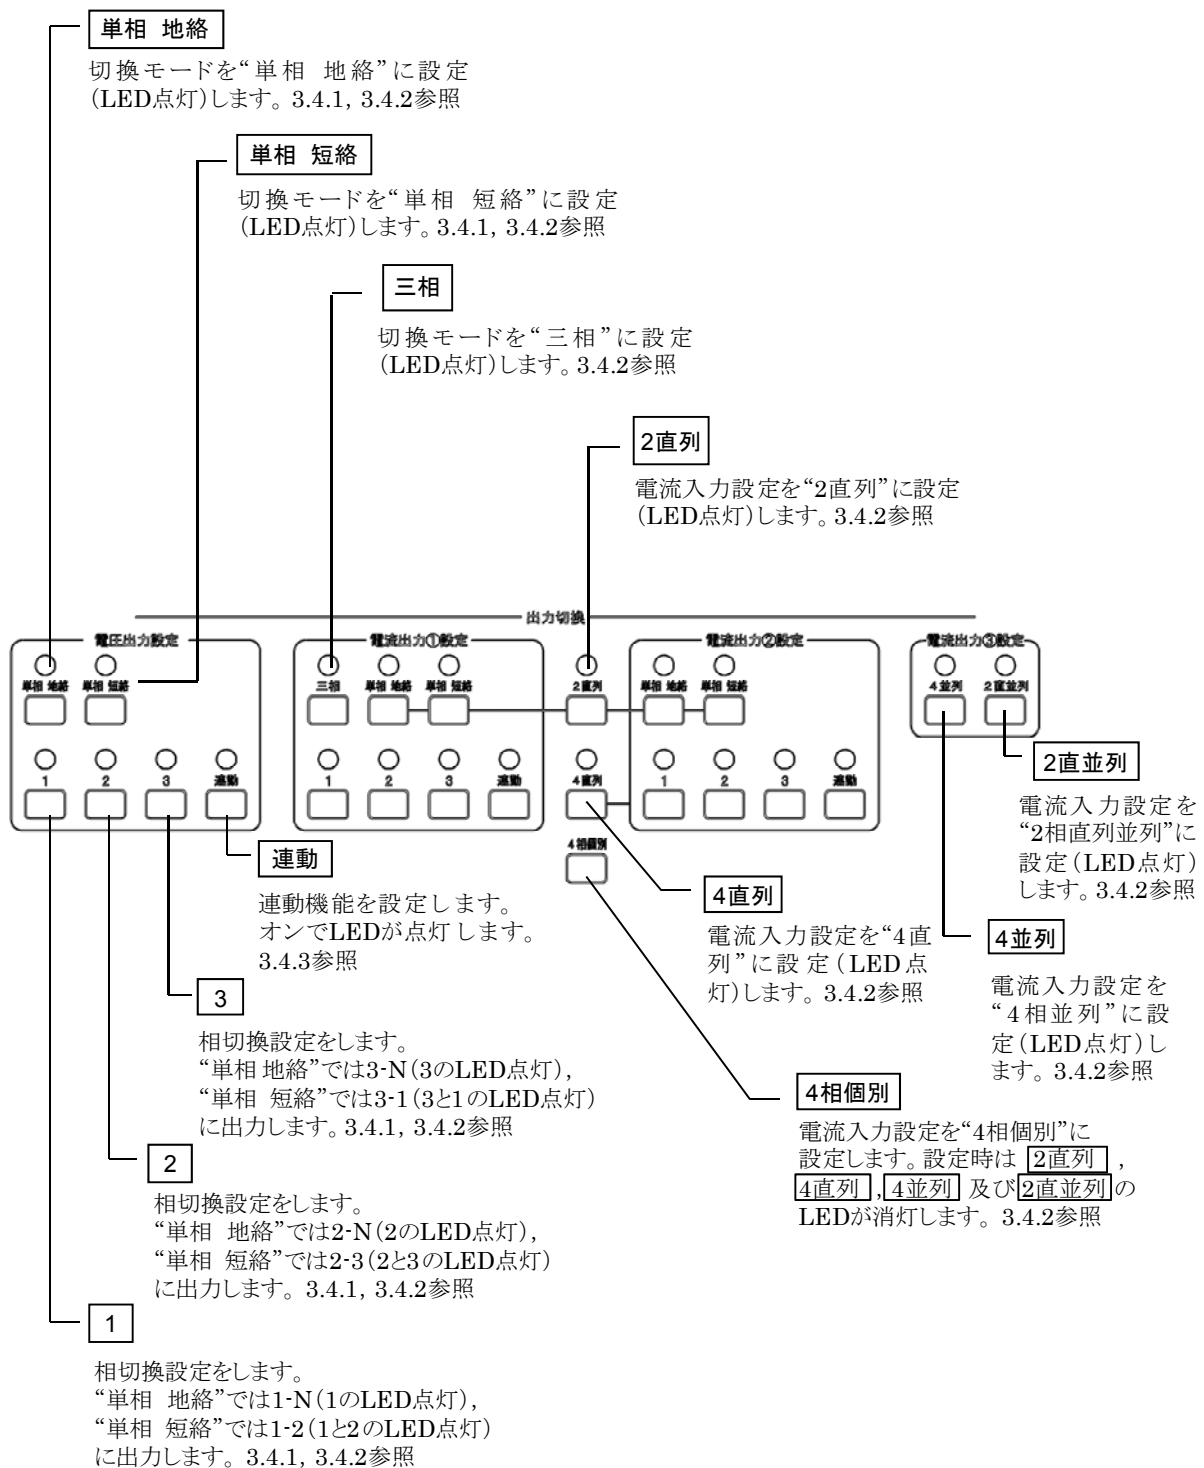 単相 地絡
切換モードを“単相 地絡”に設定
(LED点灯)します。3.4.1, 3.4.2参照
単相 短絡
切換モードを“単相 短絡”に設定
(LED点灯)します。3.4.1, 3.4.2参照
三相
切換モードを“三相”に設定
(LED点灯)します。3.4.2参照
2直列
電流入力設定を“2直列”に設定
(LED点灯)します。3.4.2参照
出力切換
電圧出力設定
単相 地絡 単相 短絡
1 2 3 連動
電流出力①設定
三相 単相 地絡 単相 短絡
1 2 3 連動
2直列
4直列
4相個別
電流出力②設定
単相 地絡 単相 短絡
1 2 3 連動
電流出力③設定
4並列 2直並列
2直並列
電流入力設定を
“2相直列並列”に
設定(LED点灯)
します。3.4.2参照
連動
連動機能を設定します。
オンでLEDが点灯します。
3.4.3参照
4直列
電流入力設定を“4直
列”に設定(LED点
灯)します。3.4.2参照
4並列
電流入力設定を
“4相並列”に設
定(LED点灯)し
ます。3.4.2参照
3
相切換設定をします。
“単相 地絡”では3-N(3のLED点灯),
“単相 短絡”では3-1(3と1のLED点灯)
に出力します。3.4.1, 3.4.2参照
4相個別
電流入力設定を“4相個別”に
設定します。設定時は 2直列 ,
4直列 , 4並列 及び 2直並列 の
LEDが消灯します。3.4.2参照
2
相切換設定をします。
“単相 地絡”では2-N(2のLED点灯),
“単相 短絡”では2-3(2と3のLED点灯)
に出力します。3.4.1, 3.4.2参照
1
相切換設定をします。
“単相 地絡”では1-N(1のLED点灯),
“単相 短絡”では1-2(1と2のLED点灯)
に出力します。3.4.1, 3.4.2参照